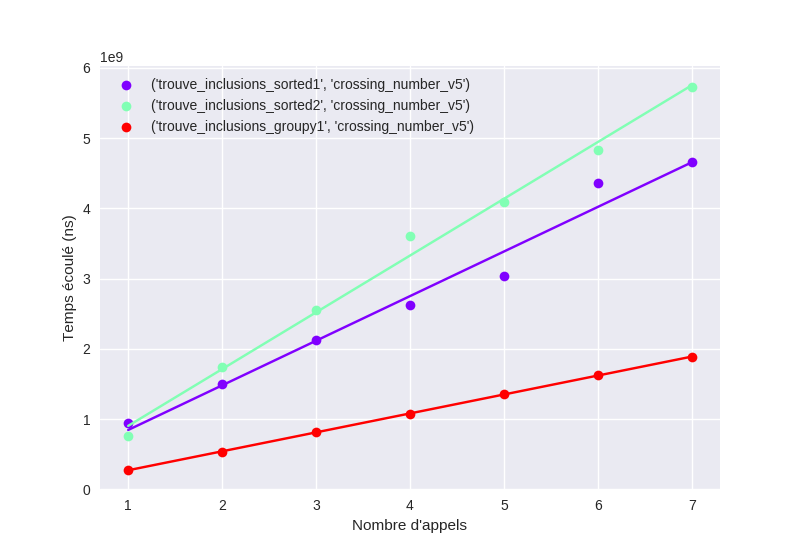 1e9
6
5
4
3
2
1
0
Temps écoulé (ns)
('trouve_inclusions_sorted1', 'crossing_number_v5')
('trouve_inclusions_sorted2', 'crossing_number_v5')
('trouve_inclusions_groupy1', 'crossing_number_v5')
1 2 3 4 5 6 7
Nombre d'appels